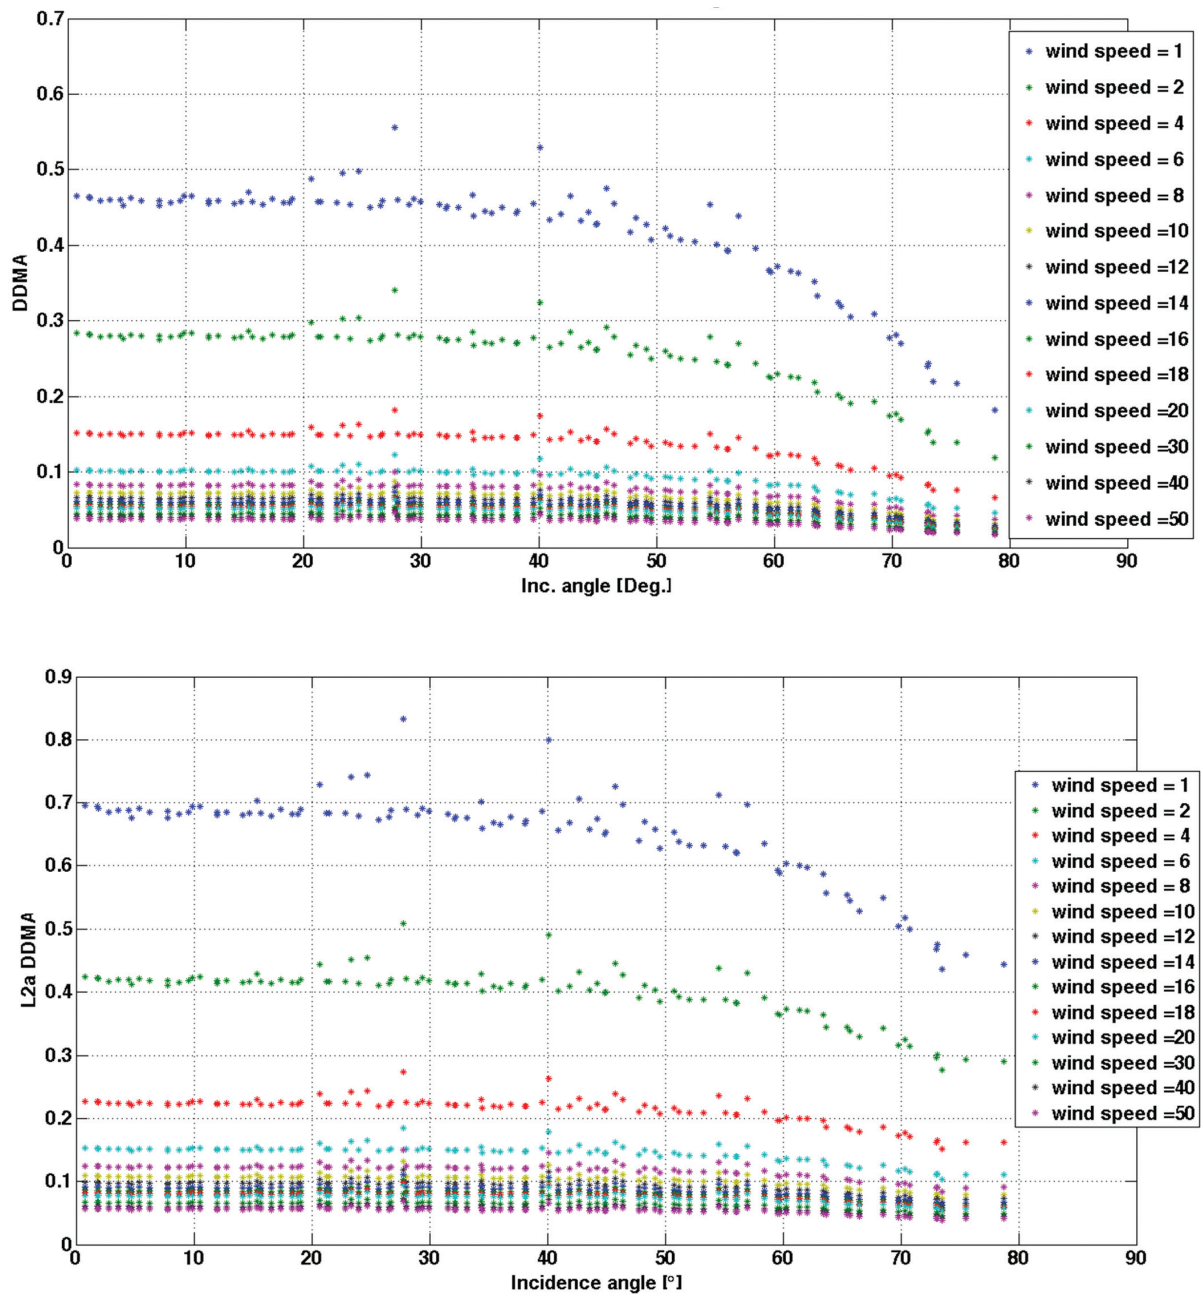 0.7
0.6
0.5
0.4
0.3
0.2
0.1
0
DDMA
0 10 20 30 40 50 60 70 80 90
Inc. angle [Deg.]
wind speed = 1
wind speed = 2
wind speed = 4
wind speed = 6
wind speed = 8
wind speed =10
wind speed =12
wind speed =14
wind speed =16
wind speed =18
wind speed =20
wind speed =30
wind speed =40
wind speed =50
0.9
0.8
0.7
0.6
0.5
0.4
0.3
0.2
0.1
0
L2a DDMA
0 10 20 30 40 50 60 70 80 90
Incidence angle [°]
wind speed = 1
wind speed = 2
wind speed = 4
wind speed = 6
wind speed = 8
wind speed =10
wind speed =12
wind speed =14
wind speed =16
wind speed =18
wind speed =20
wind speed =30
wind speed =40
wind speed =50